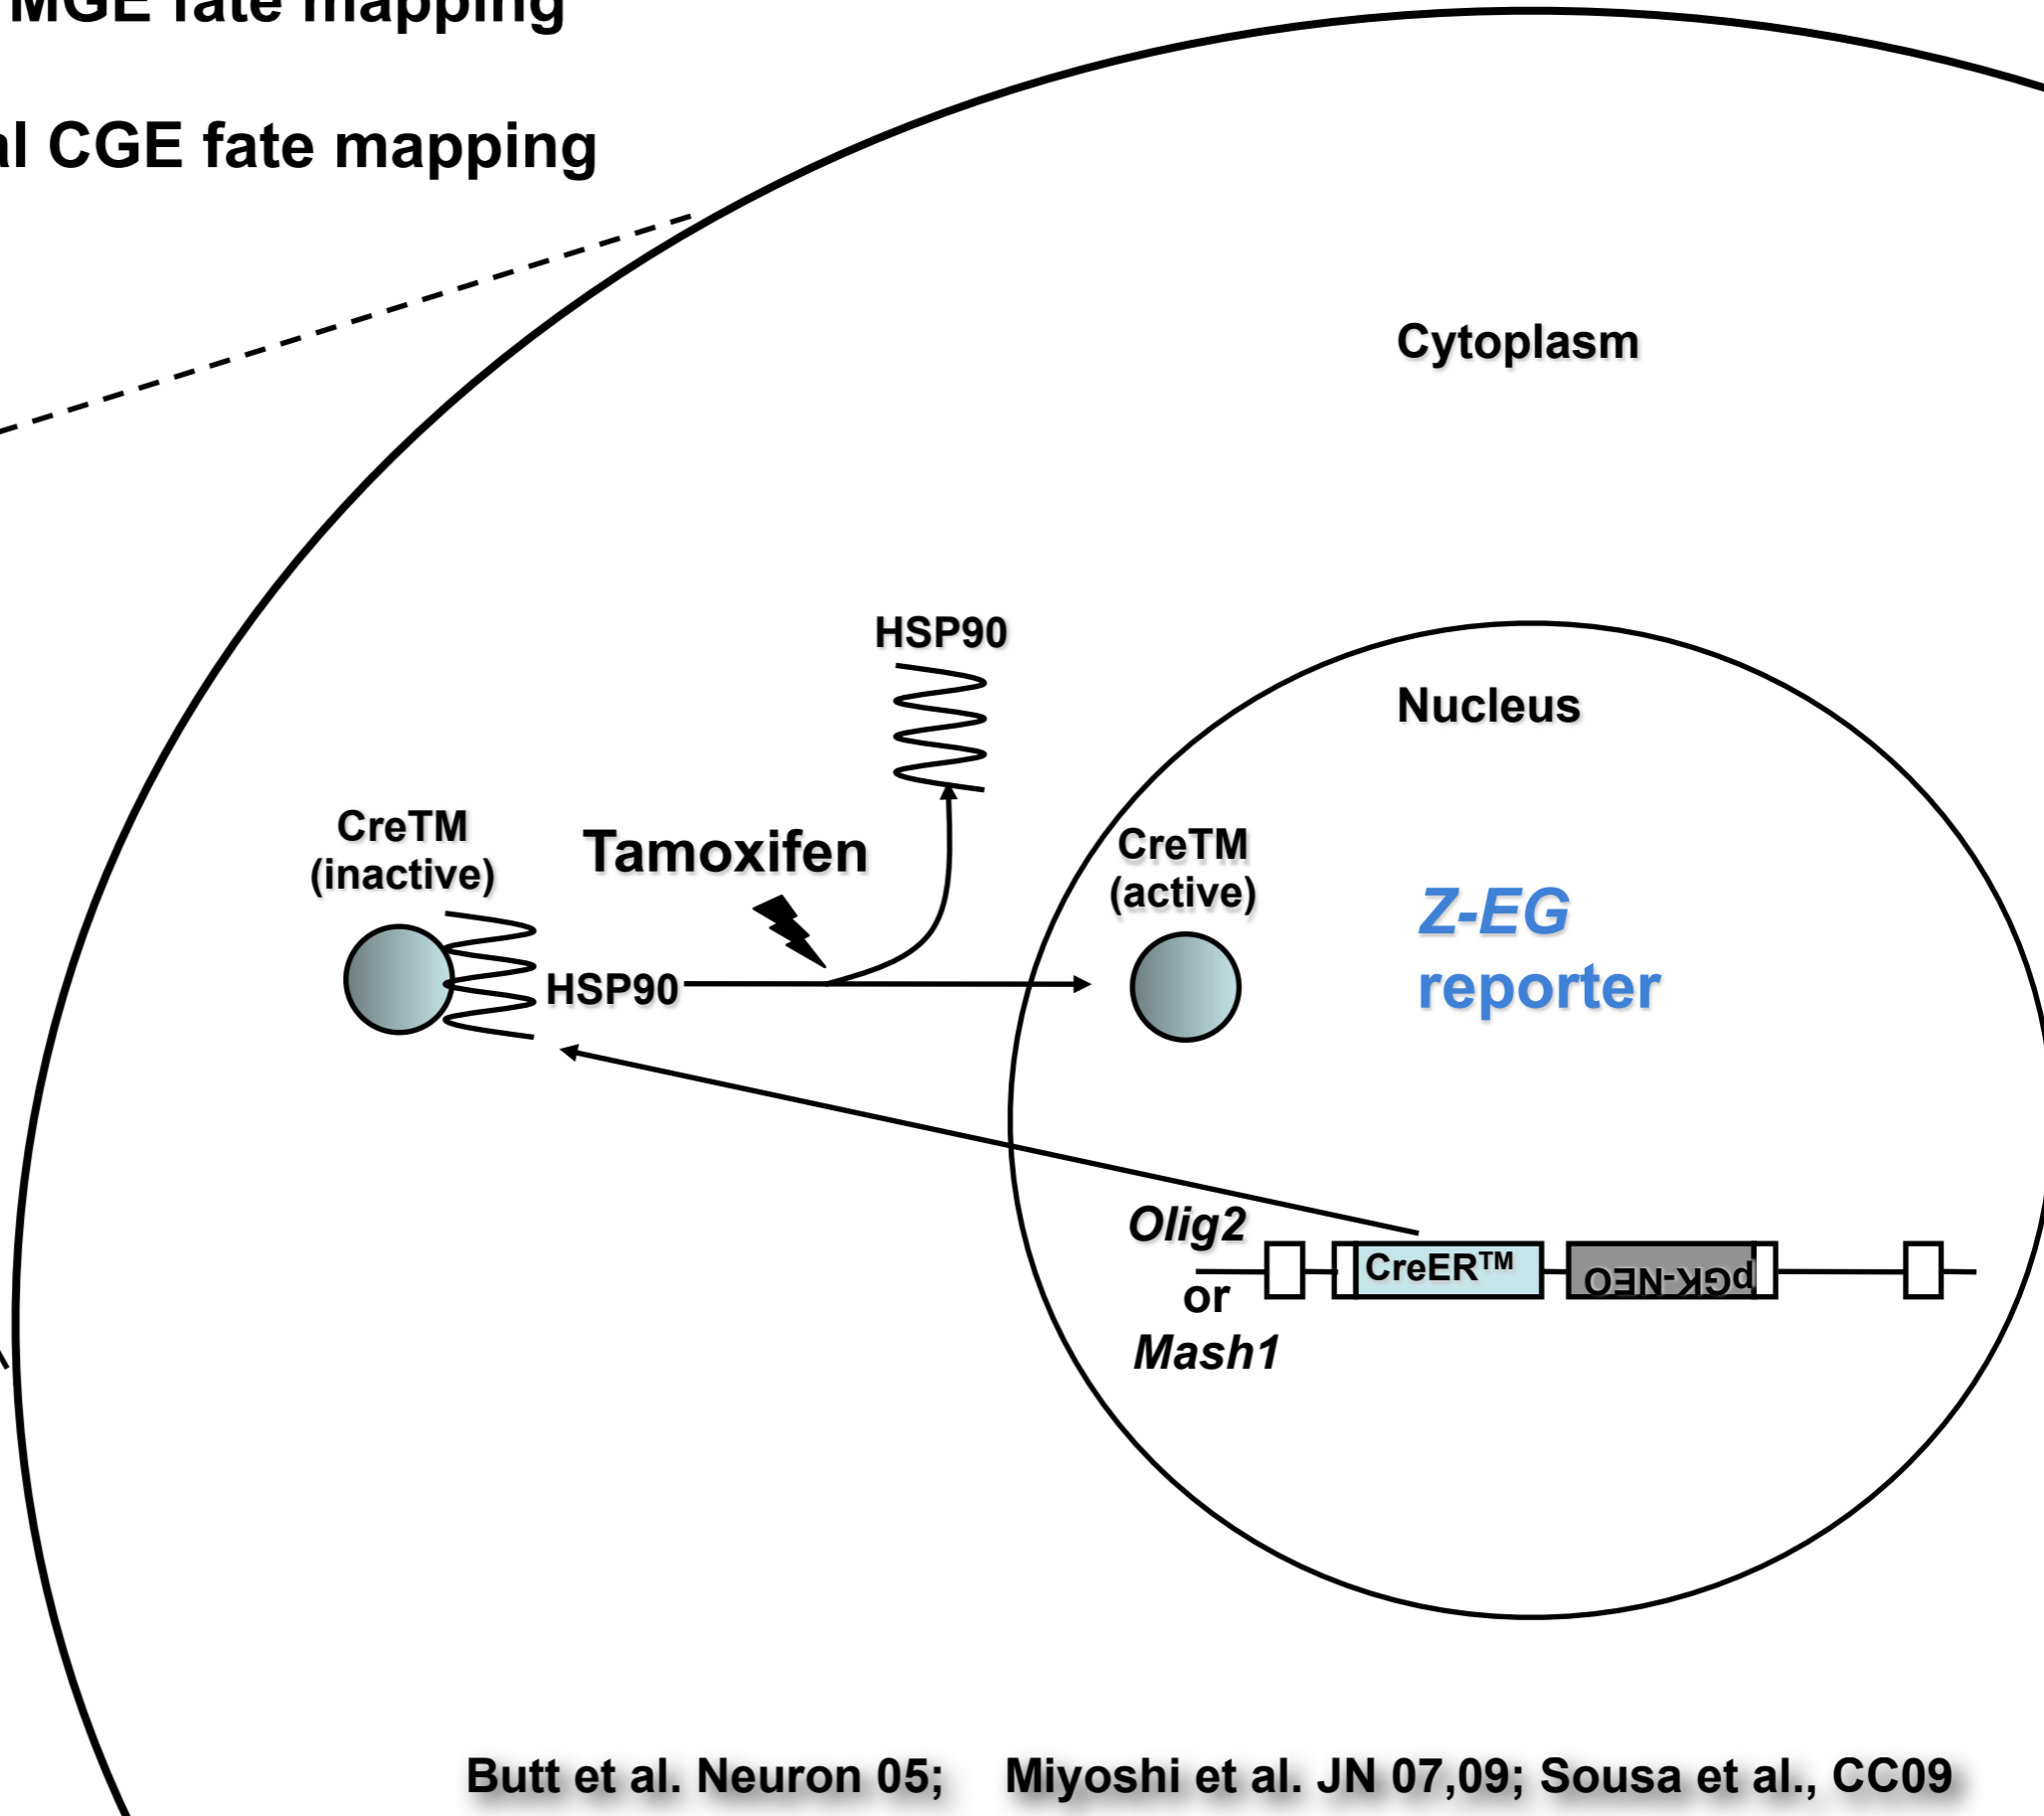 MGE fate mapping
al CGE fate mapping
Cytoplasm
HSP90
Nucleus
CreTM
(inactive)
Tamoxifen
CreTM
(active)
Z-EG
reporter
HSP90
Olig2
or
Mash1
CreER™
pGK-NEO
Butt et al. Neuron 05; Miyoshi et al. JN 07,09; Sousa et al., CC09